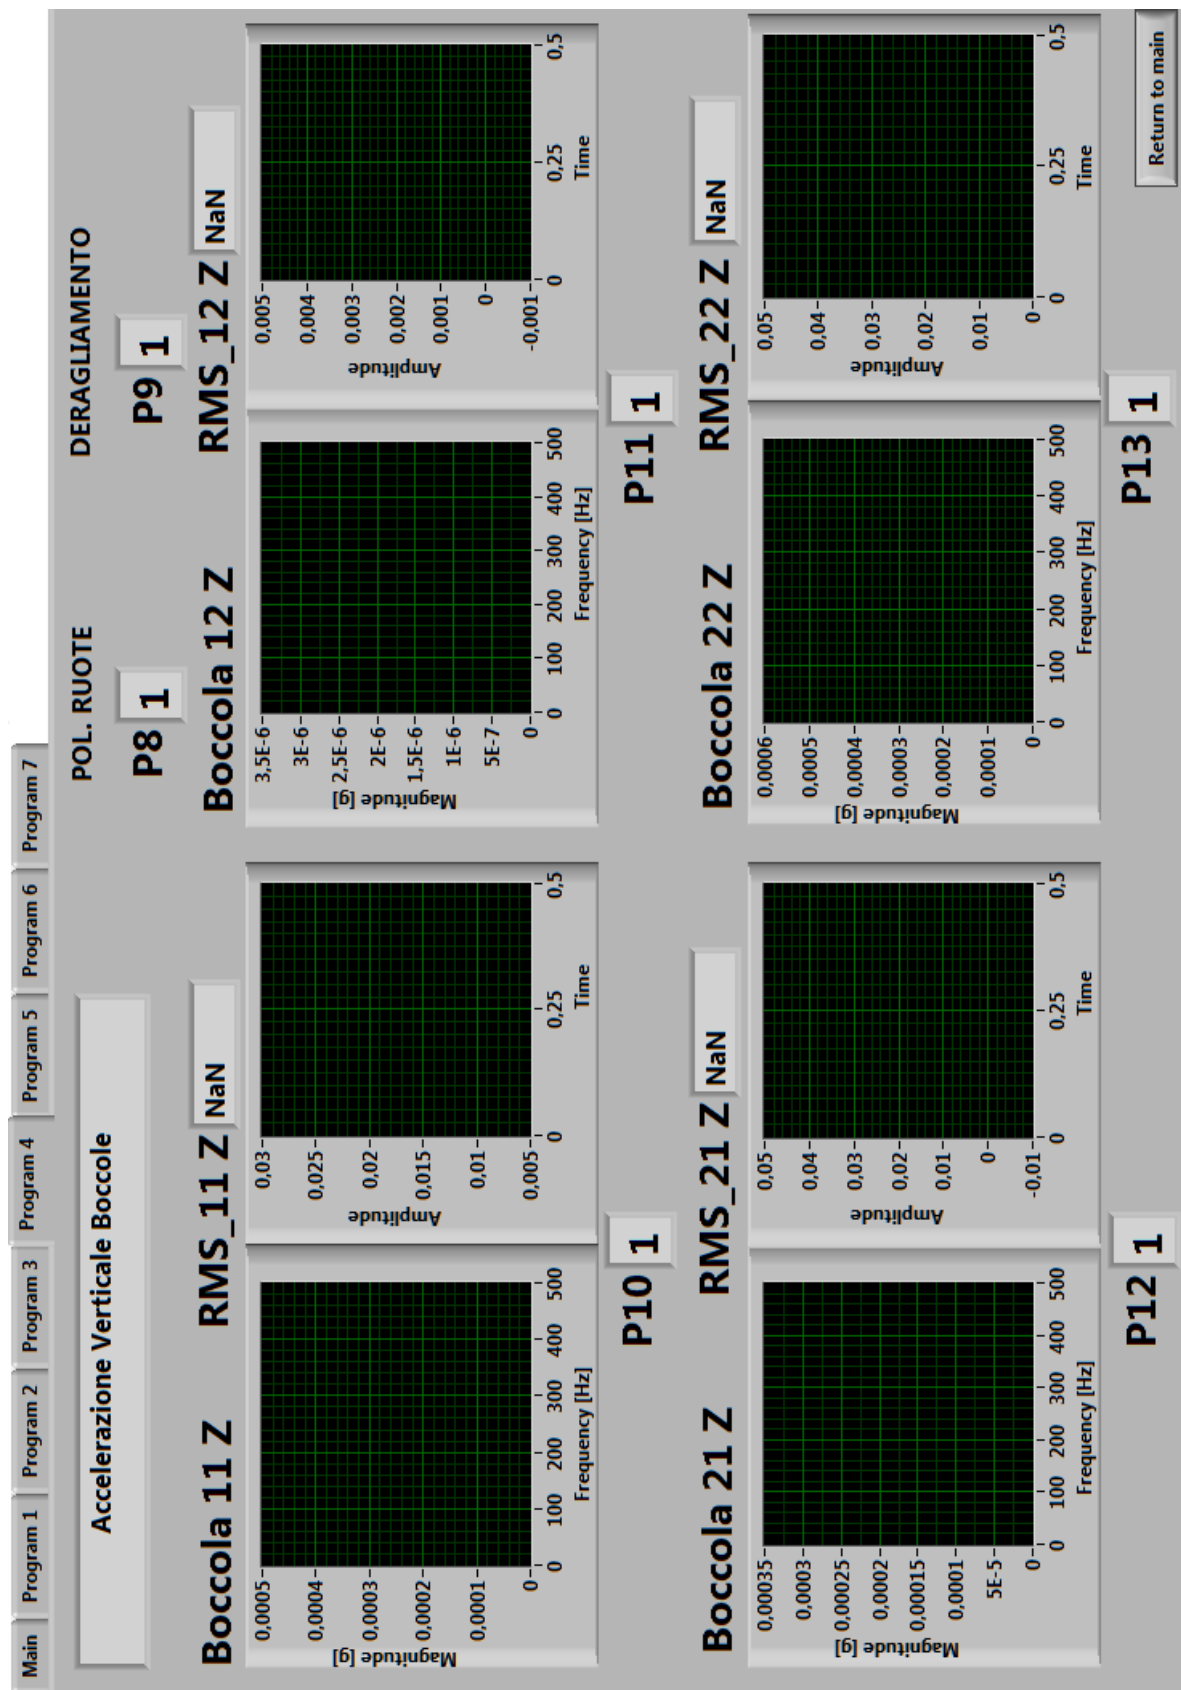 Main Program 1 Program 2 Program 3 Program 4 Program 5 Program 6 Program 7
Accelerazione Verticale Boccole
POL. RUOTE
DERAGLIAMENTO
P8 1
P9 1
Boccola 11 Z
RMS_11 Z NaN
Boccola 12 Z
RMS_12 Z NaN
Magnitude [g]
0,0005
0,0004
0,0003
0,0002
0,0001
0
0 100 200 300 400 500
Frequency [Hz]
Amplitude
0,03
0,025
0,02
0,015
0,01
0,005
0 0,25 0,5
Time
Magnitude [g]
3,5E-6
3E-6
2,5E-6
2E-6
1,5E-6
1E-6
5E-7
0
0 100 200 300 400 500
Frequency [Hz]
Amplitude
0,005
0,004
0,003
0,002
0,001
0
-0,001
0 0,25 0,5
Time
P10 1
P11 1
Boccola 21 Z
RMS_21 Z NaN
Boccola 22 Z
RMS_22 Z NaN
Magnitude [g]
0,00035
0,0003
0,00025
0,0002
0,00015
0,0001
5E-5
0
0 100 200 300 400 500
Frequency [Hz]
Amplitude
0,05
0,04
0,03
0,02
0,01
0
-0,01
0 0,25 0,5
Time
Magnitude [g]
0,0006
0,0005
0,0004
0,0003
0,0002
0,0001
0
0 100 200 300 400 500
Frequency [Hz]
Amplitude
0,05
0,04
0,03
0,02
0,01
0
0 0,25 0,5
Time
P12 1
P13 1
Return to main